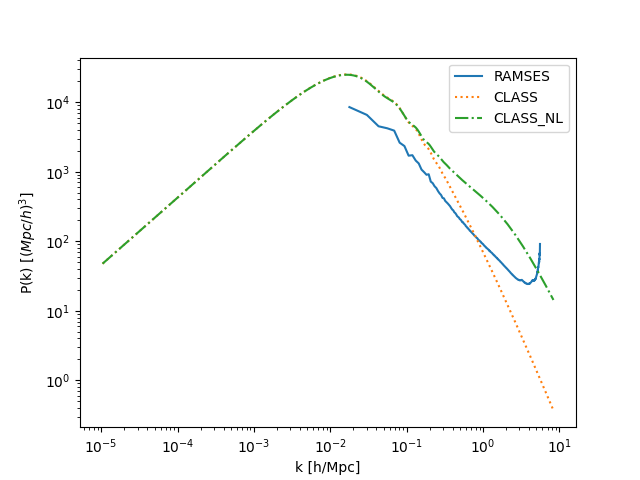 RAMSES
CLASS
CLASS_NL
P(k) [(Mpc/h)³]
10⁴
10³
10²
10¹
10⁰
10⁻⁵
10⁻⁴
10⁻³
10⁻²
10⁻¹
10⁰
10¹
k [h/Mpc]